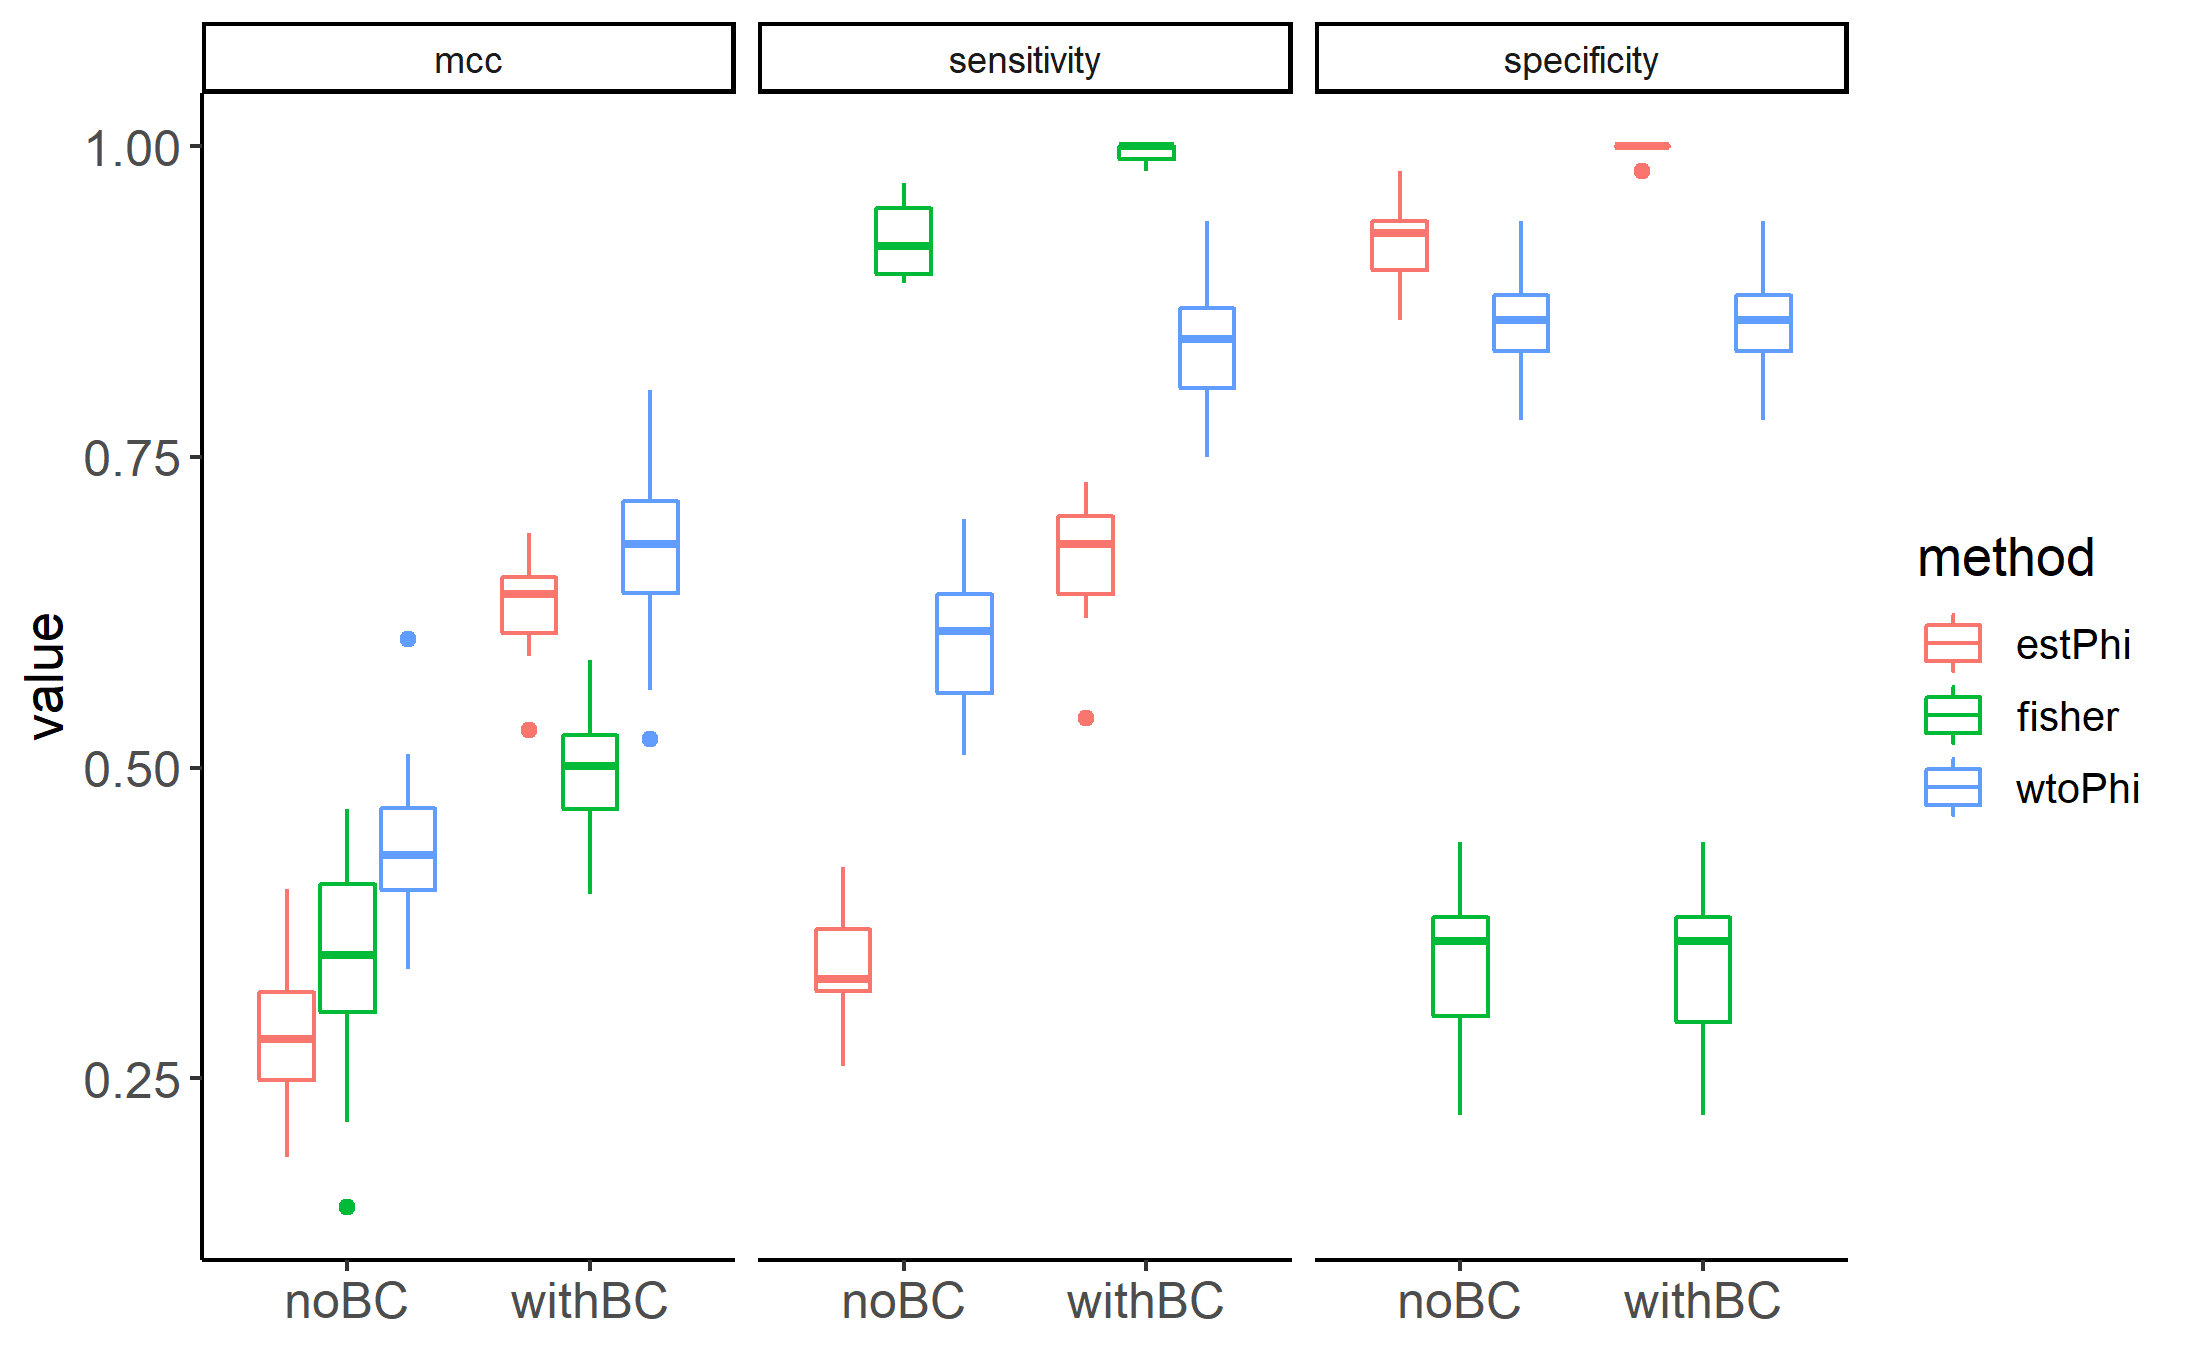 mcc
sensitivity
specificity
1.00
0.75
0.50
0.25
value
noBC
withBC
noBC
withBC
noBC
withBC
method
estPhi
fisher
wtoPhi